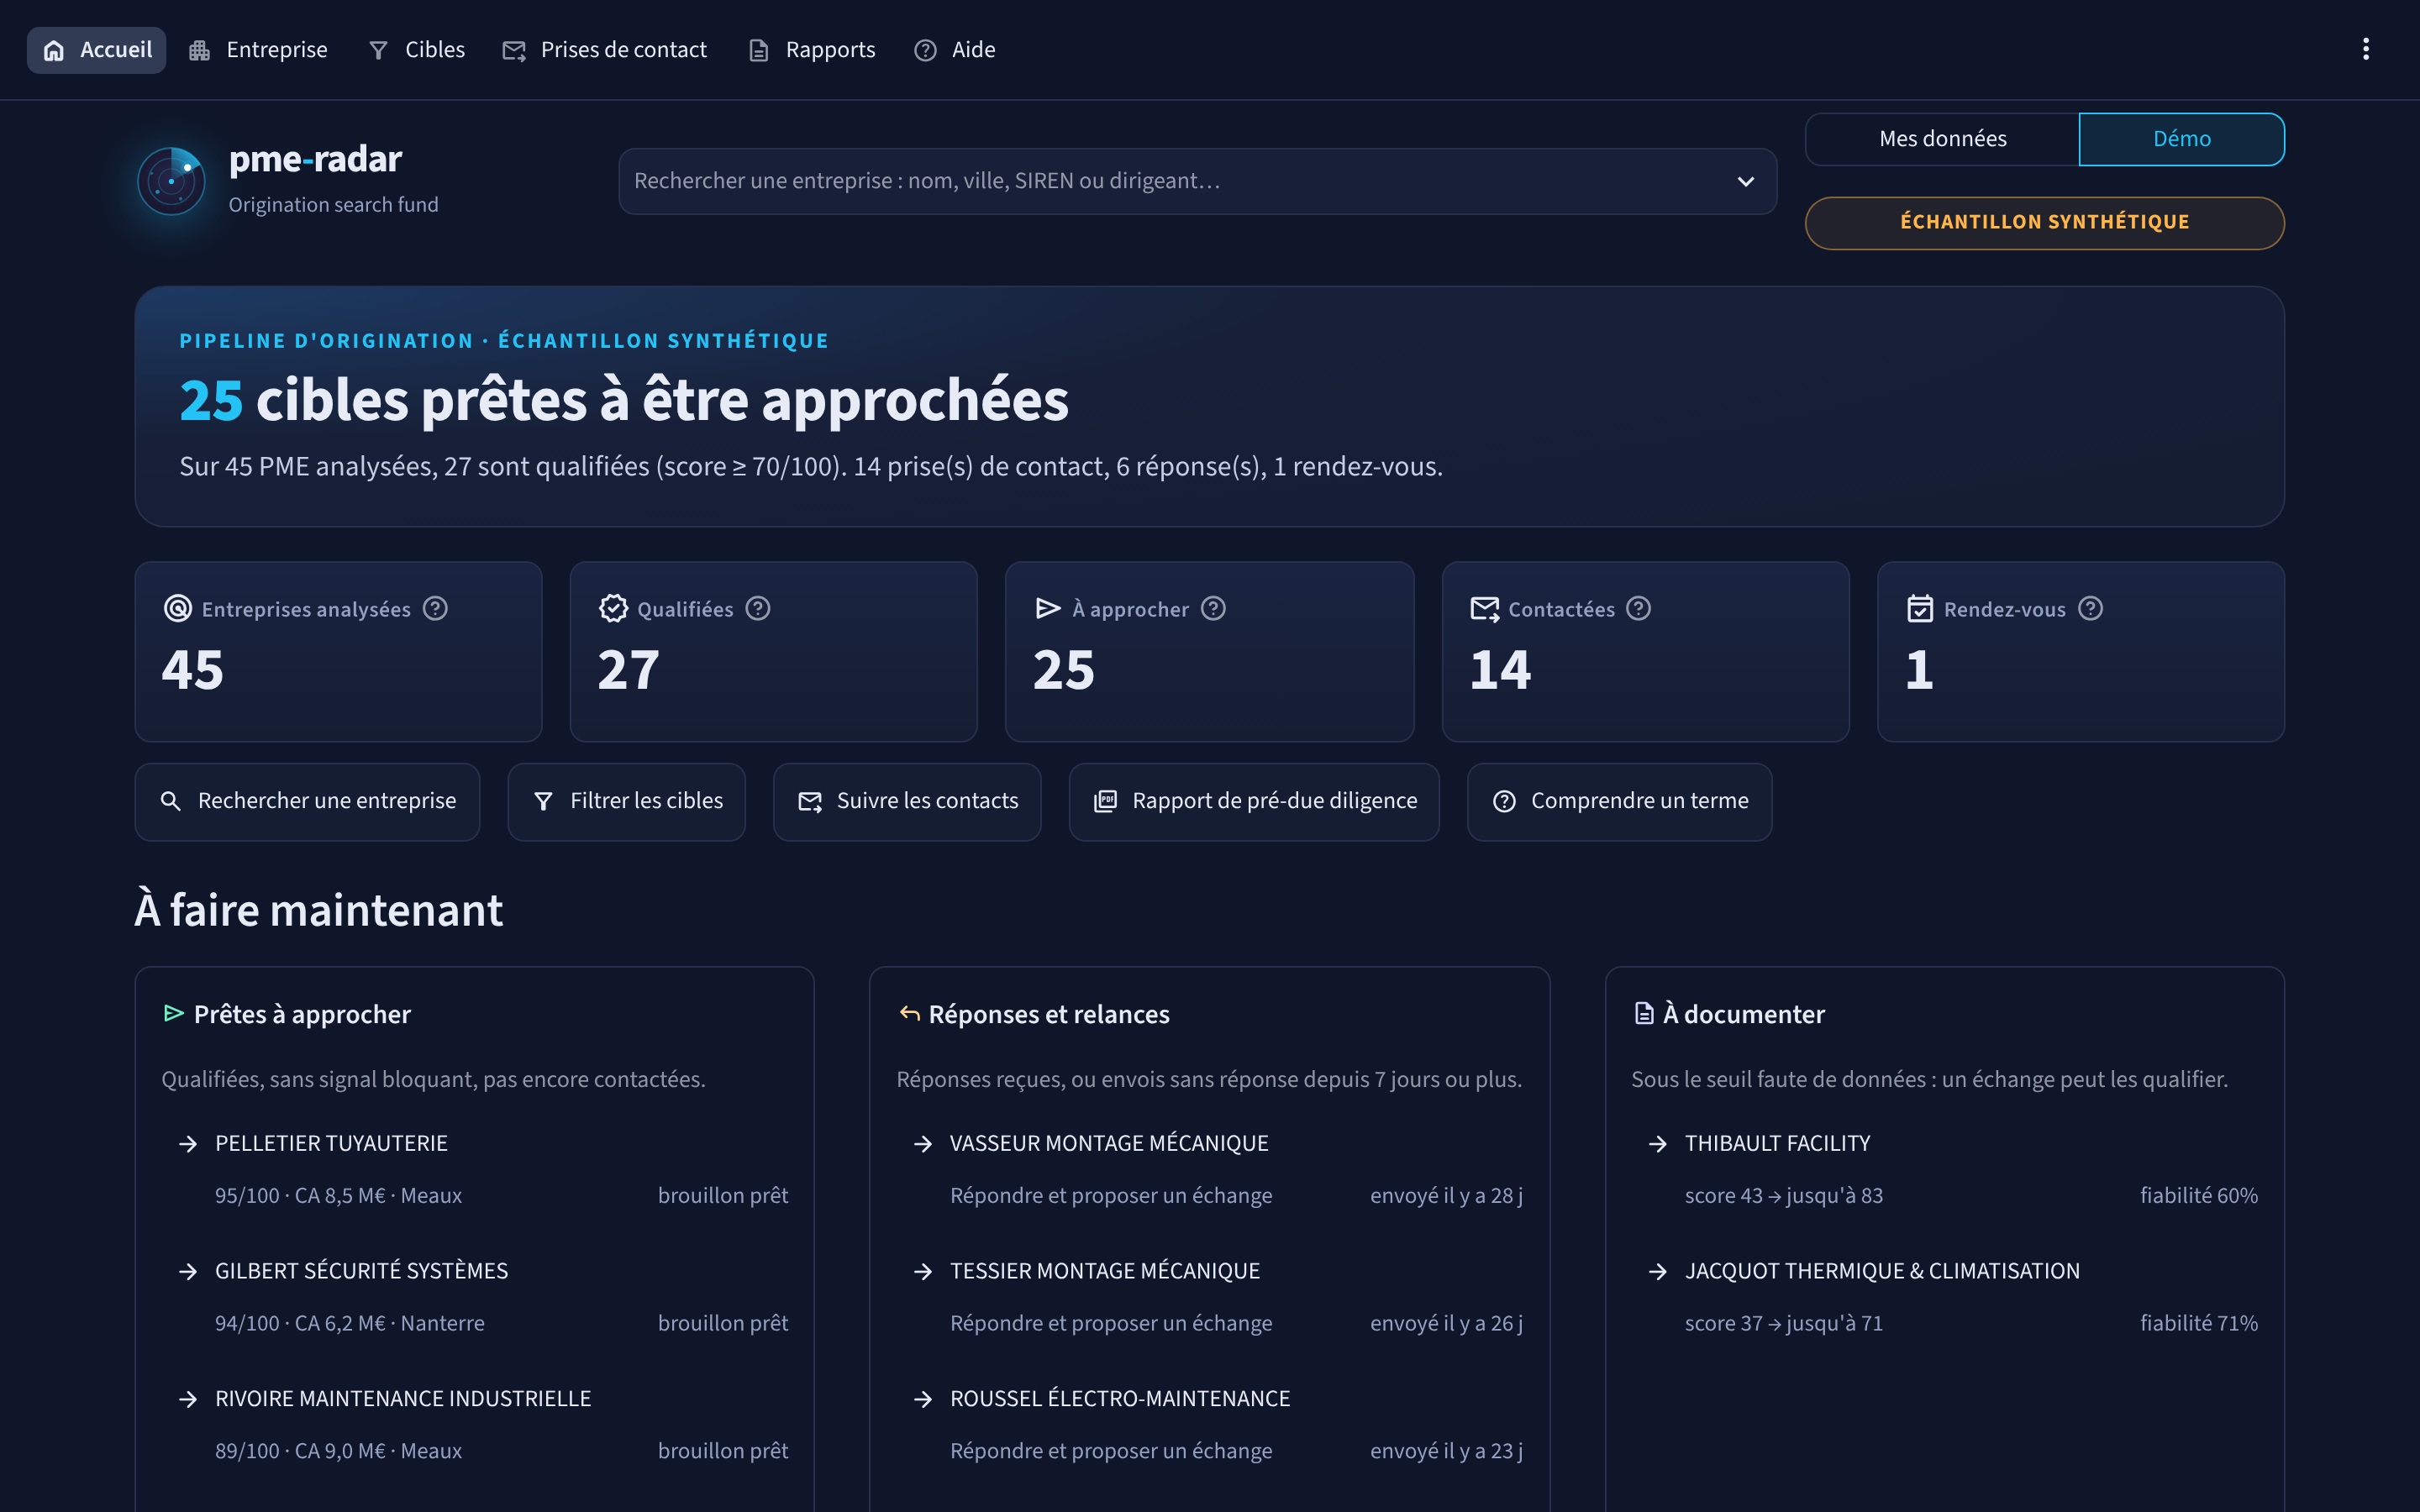 Accueil
Entreprise
Cibles
Prises de contact
Rapports
Aide
pme-radar
Origination search fund
Rechercher une entreprise : nom, ville, SIREN ou dirigeant…
Mes données
Démo
ÉCHANTILLON SYNTHÉTIQUE
PIPELINE D'ORIGINATION · ÉCHANTILLON SYNTHÉTIQUE
25 cibles prêtes à être approchées
Sur 45 PME analysées, 27 sont qualifiées (score ≥ 70/100). 14 prise(s) de contact, 6 réponse(s), 1 rendez-vous.
Entreprises analysées
45
Qualifiées
27
À approcher
25
Contactées
14
Rendez-vous
1
Rechercher une entreprise
Filtrer les cibles
Suivre les contacts
Rapport de pré-due diligence
Comprendre un terme
À faire maintenant
Prêtes à approcher
Qualifiées, sans signal bloquant, pas encore contactées.
→ PELLETIER TUYAUTERIE
95/100 · CA 8,5 M€ · Meaux brouillon prêt
→ GILBERT SÉCURITÉ SYSTÈMES
94/100 · CA 6,2 M€ · Nanterre brouillon prêt
→ RIVOIRE MAINTENANCE INDUSTRIELLE
89/100 · CA 9,0 M€ · Meaux brouillon prêt
Réponses et relances
Réponses reçues, ou envois sans réponse depuis 7 jours ou plus.
→ VASSEUR MONTAGE MÉCANIQUE
Répondre et proposer un échange envoyé il y a 28 j
→ TESSIER MONTAGE MÉCANIQUE
Répondre et proposer un échange envoyé il y a 26 j
→ ROUSSEL ÉLECTRO-MAINTENANCE
Répondre et proposer un échange envoyé il y a 23 j
À documenter
Sous le seuil faute de données : un échange peut les qualifier.
→ THIBAULT FACILITY
score 43 → jusqu'à 83 fiabilité 60%
→ JACQUOT THERMIQUE & CLIMATISATION
score 37 → jusqu'à 71 fiabilité 71%